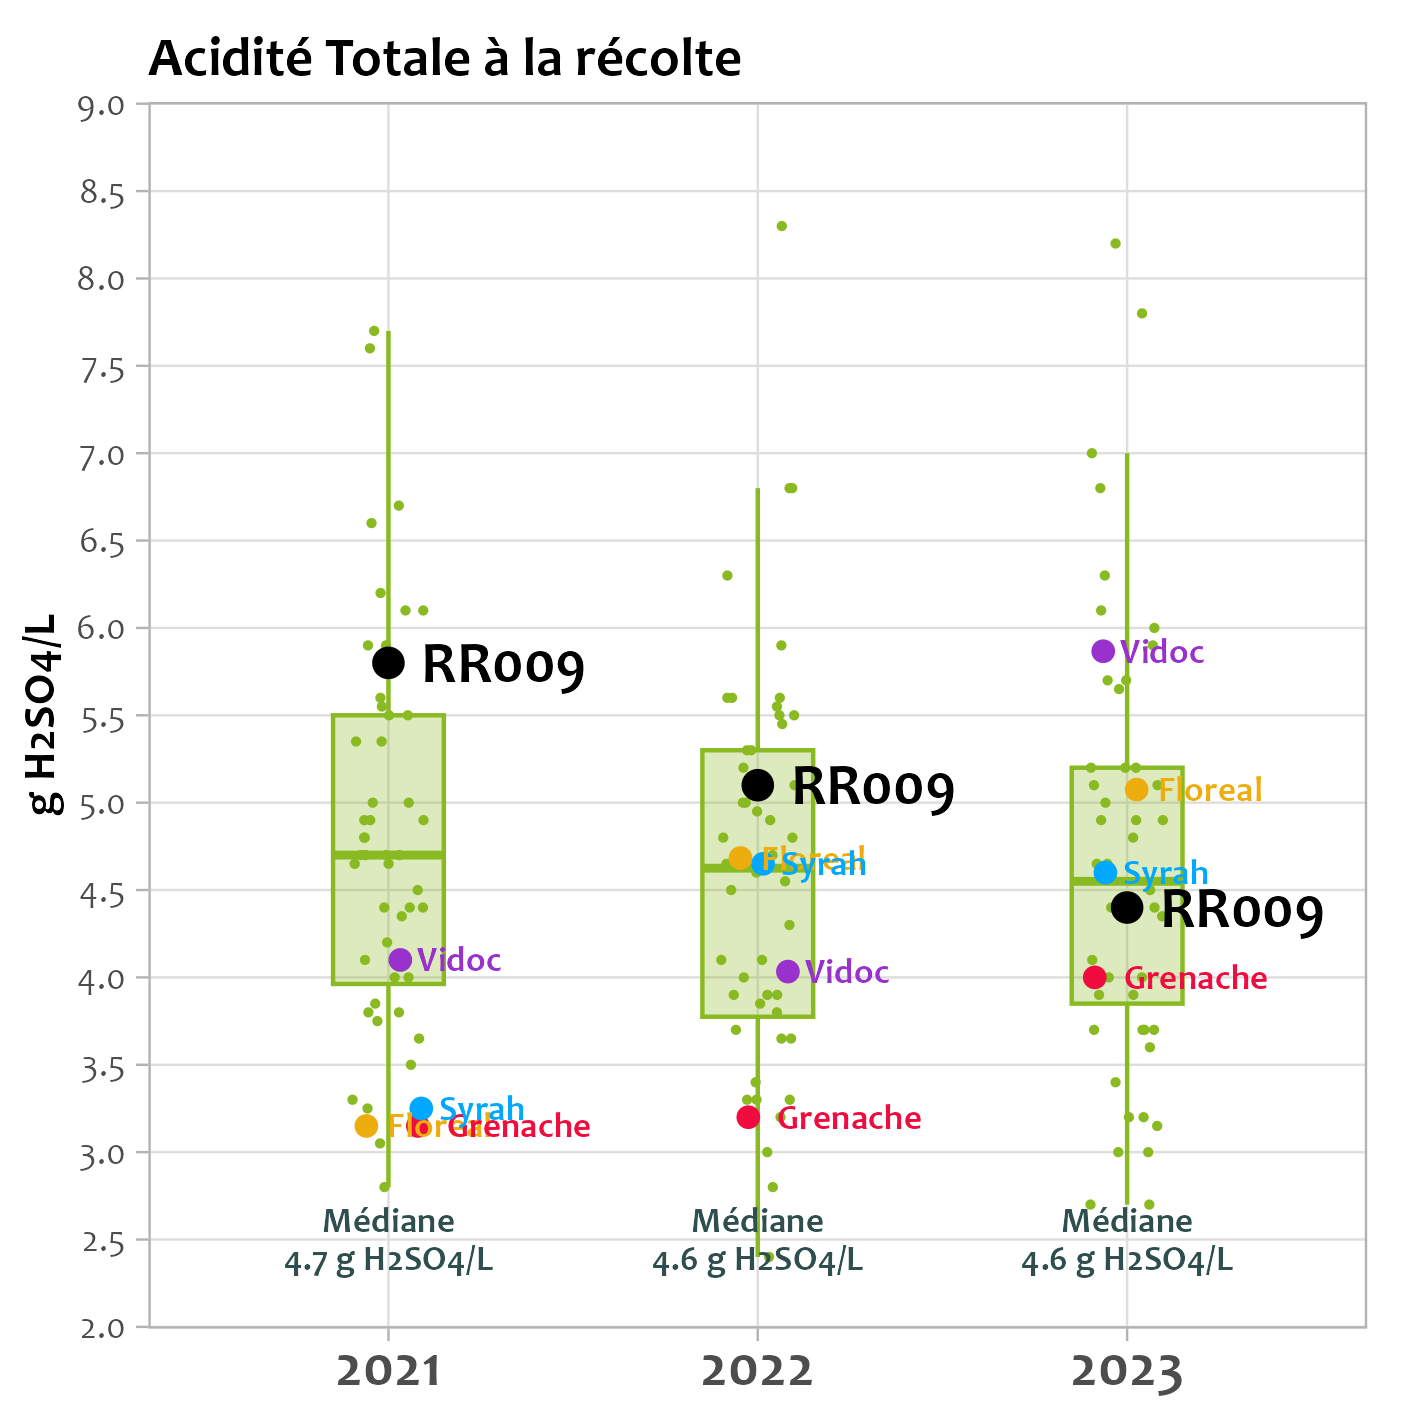 Acidité Totale à la récolte
g H2SO4/L
9.0
8.5
8.0
7.5
7.0
6.5
6.0
5.5
5.0
4.5
4.0
3.5
3.0
2.5
2.0
RR009
Vidoc
Syrah
Floreal
Grenache
Médiane
4.7 g H2SO4/L
RR009
Floreal
Syrah
Vidoc
Grenache
Médiane
4.6 g H2SO4/L
Vidoc
Floreal
Syrah
RR009
Grenache
Médiane
4.6 g H2SO4/L
2021
2022
2023